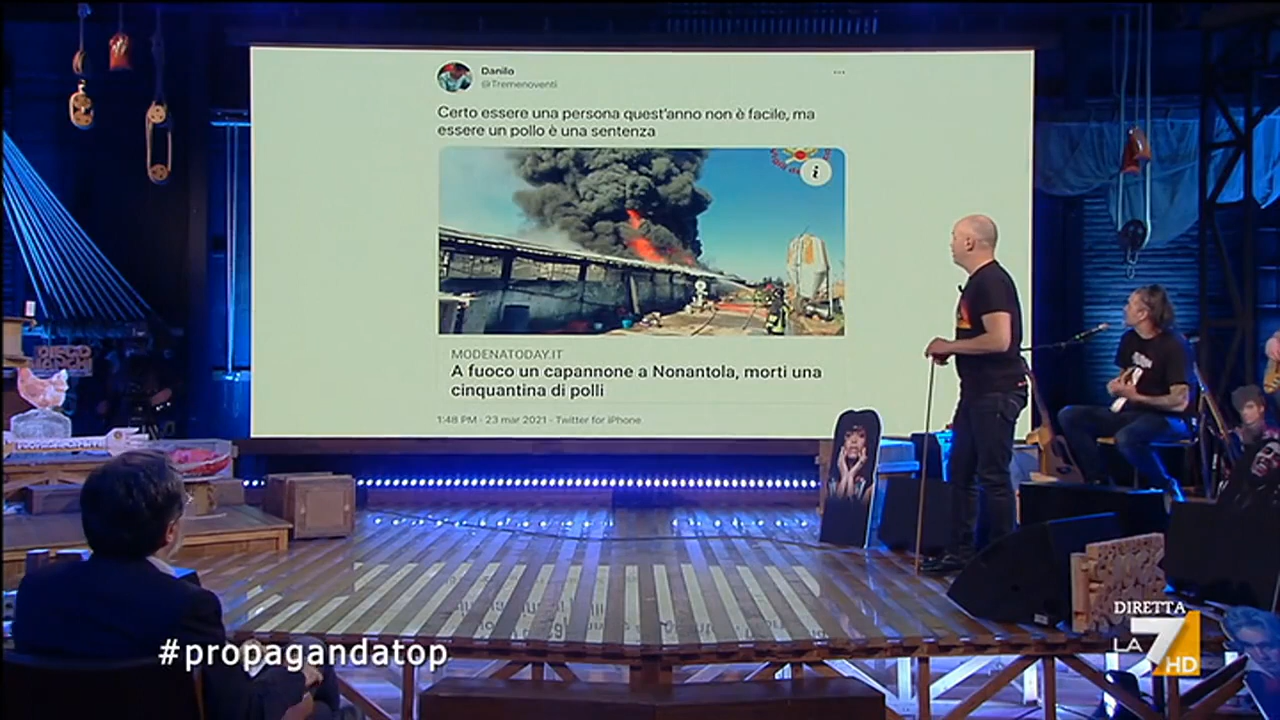 Danilo
@Tremenoventi
Certo essere una persona quest'anno non è facile, ma
essere un pollo è una sentenza
MODENATODAY.IT
A fuoco un capannone a Nonantola, morti una
cinquantina di polli
1:48 PM · 23 mar 2021 · Twitter for iPhone
#propagandatop
DIRETTA
LA7
HD